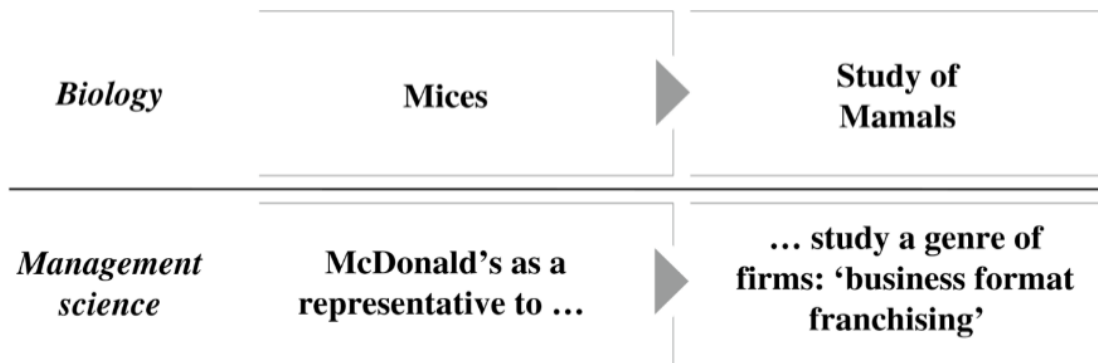 Biology
Mices
Study of
Mamals
Management
science
McDonald’s as a
representative to …
… study a genre of
firms: ‘business format
franchising’